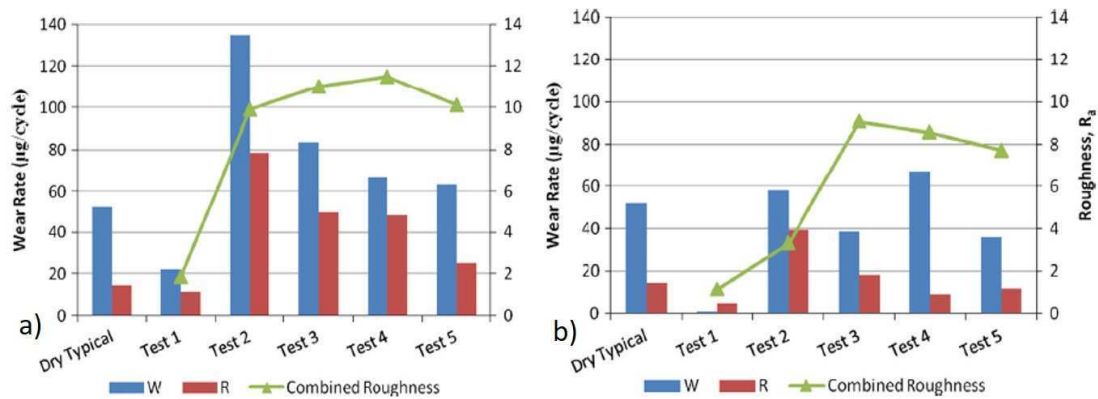 140
120
100
80
60
40
20
0
Wear Rate (µg/cycle)
14
12
10
8
6
4
2
0
a)
Dry Typical
Test 1
Test 2
Test 3
Test 4
Test 5
W R Combined Roughness
140
120
100
80
60
40
20
0
Wear Rate (µg/cycle)
14
12
10
8
6
4
2
0
Roughness, Ra
b)
Dry Typical
Test 1
Test 2
Test 3
Test 4
Test 5
W R Combined Roughness